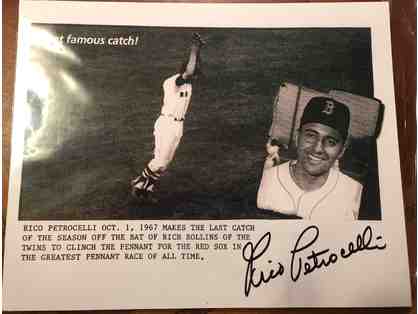 famous catch!
B
RICO PETROCELLI OCT. 1, 1967 MAKES THE LAST CATCH
OF THE SEASON OFF THE BAT OF RICH ROLLINS OF THE
TWINS TO CLINCH THE PENNANT FOR THE RED SOX IN
THE GREATEST PENNANT RACE OF ALL TIME.
Rico Petrocelli